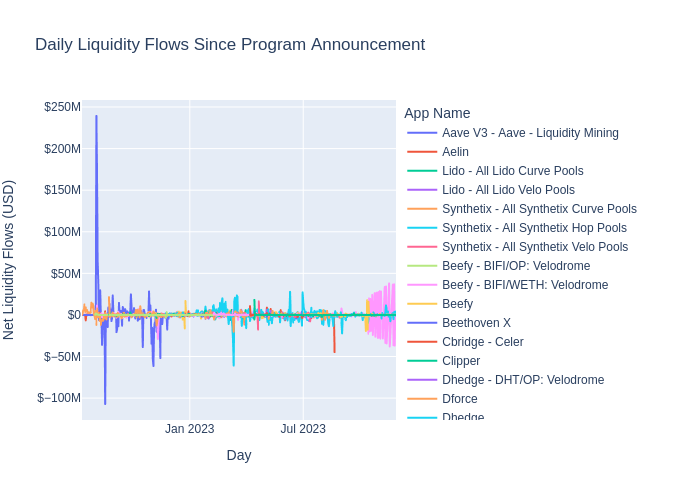 Daily Liquidity Flows Since Program Announcement
App Name
$250M
$200M
$150M
$100M
$50M
$0
−$50M
−$100M
Net Liquidity Flows (USD)
Jan 2023
Jul 2023
Day
Aave V3 - Aave - Liquidity Mining
Aelin
Lido - All Lido Curve Pools
Lido - All Lido Velo Pools
Synthetix - All Synthetix Curve Pools
Synthetix - All Synthetix Hop Pools
Synthetix - All Synthetix Velo Pools
Beefy - BIFI/OP: Velodrome
Beefy - BIFI/WETH: Velodrome
Beefy
Beethoven X
Cbridge - Celer
Clipper
Dhedge - DHT/OP: Velodrome
Dforce
Dhedge